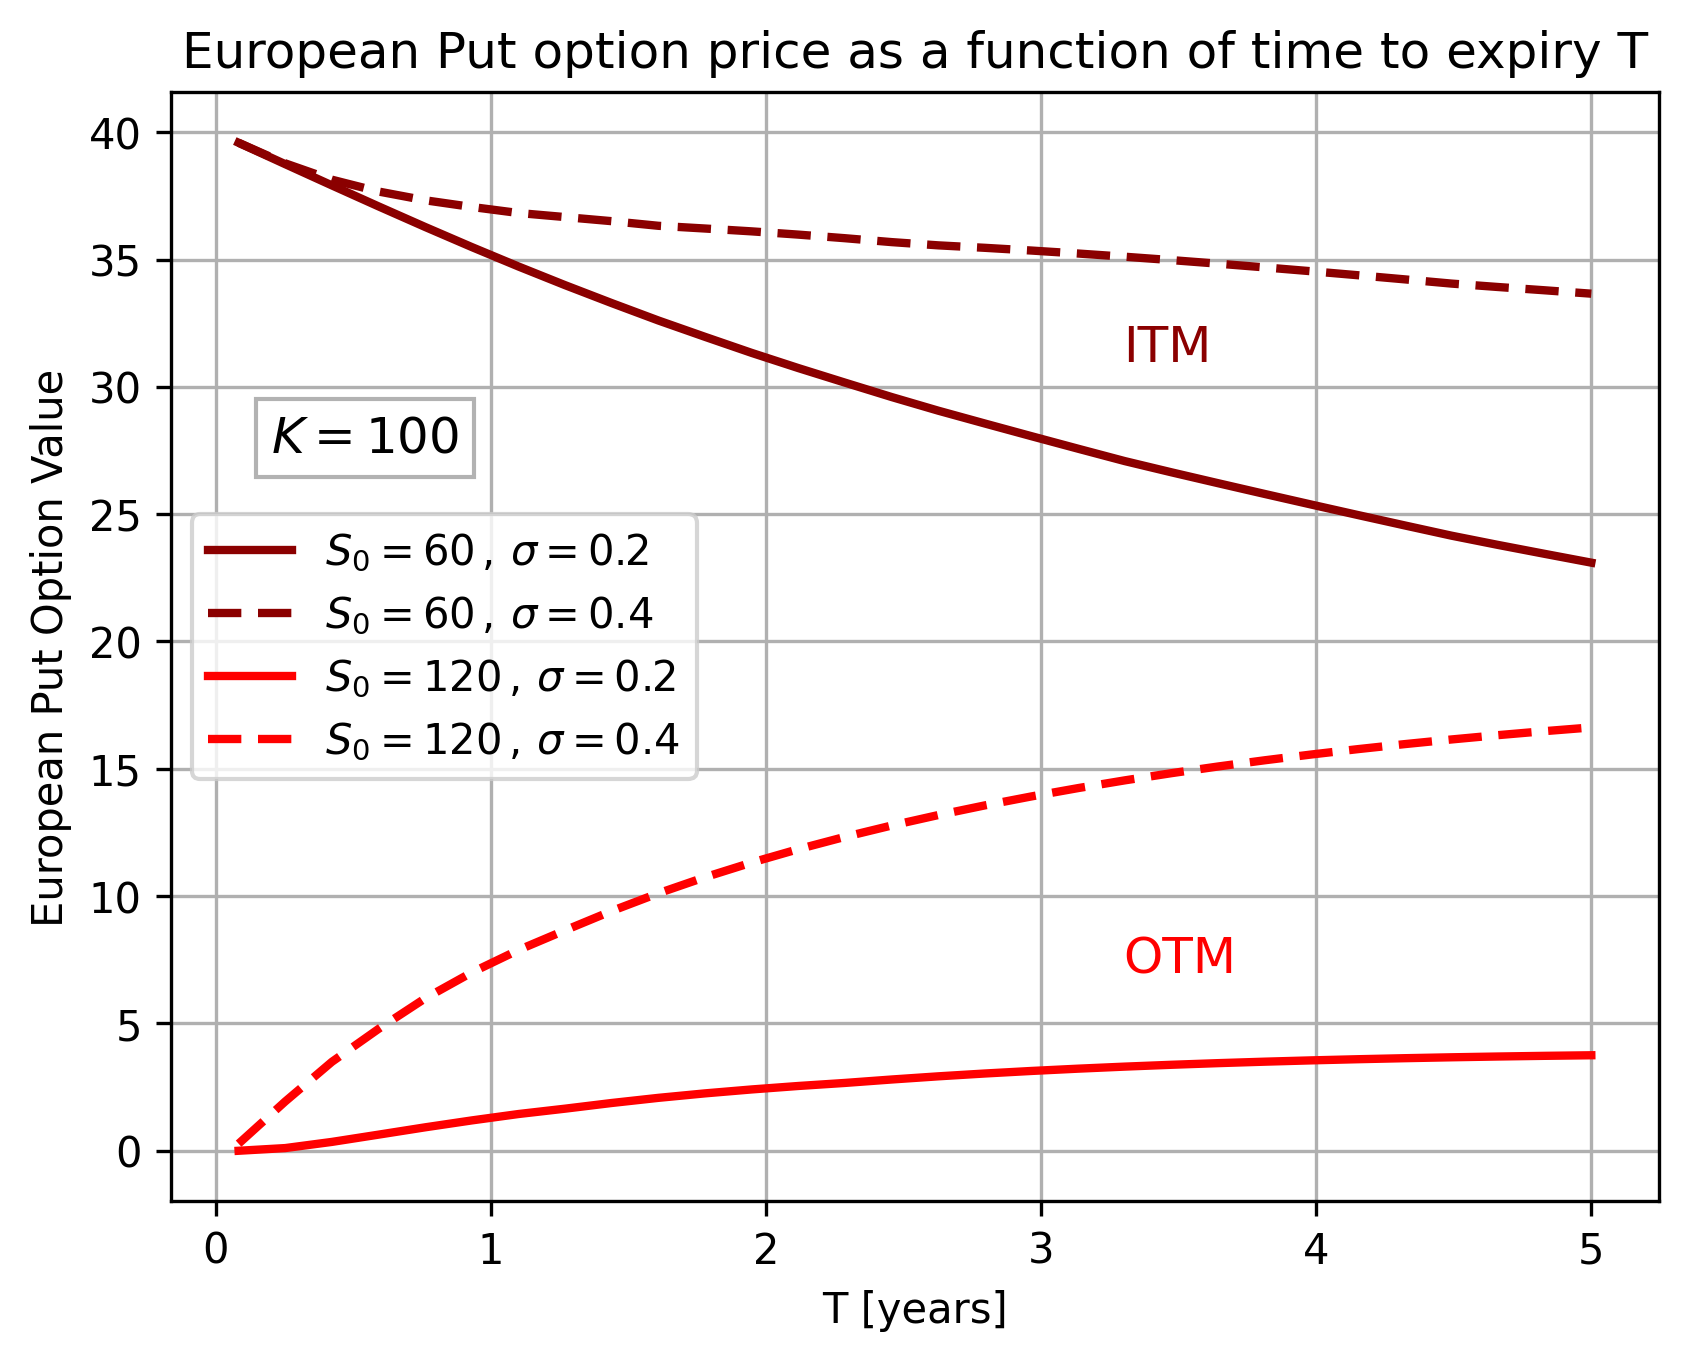 European Put option price as a function of time to expiry T
European Put Option Value
40
35
30
25
20
15
10
5
0
ITM
K = 100
S₀ = 60 , σ = 0.2
S₀ = 60 , σ = 0.4
S₀ = 120 , σ = 0.2
S₀ = 120 , σ = 0.4
OTM
0 1 2 3 4 5
T [years]